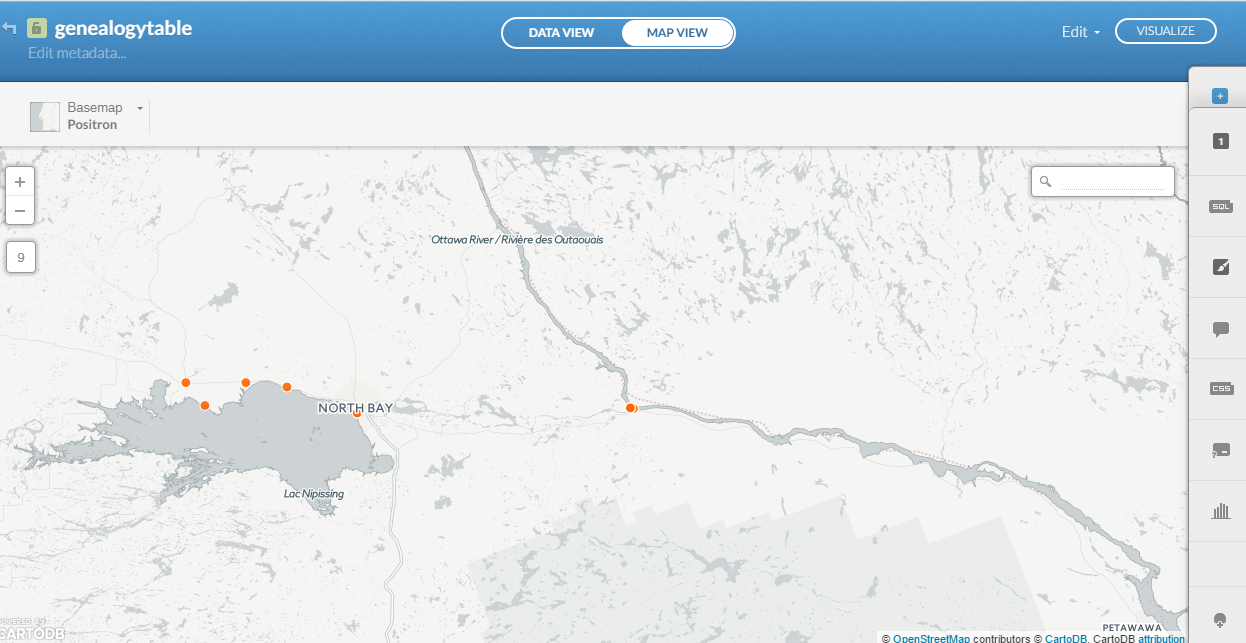 genealogytable
Edit metadata...
DATA VIEW
MAP VIEW
Edit
VISUALIZE
Basemap
Positron
+
1
SQL
CSS
?
+
−
9
Ottawa River / Rivière des Outaouais
NORTH BAY
Lac Nipissing
PETAWAWA
POWERED BY
CARTODB
© OpenStreetMap contributors © CartoDB, CartoDB attribution